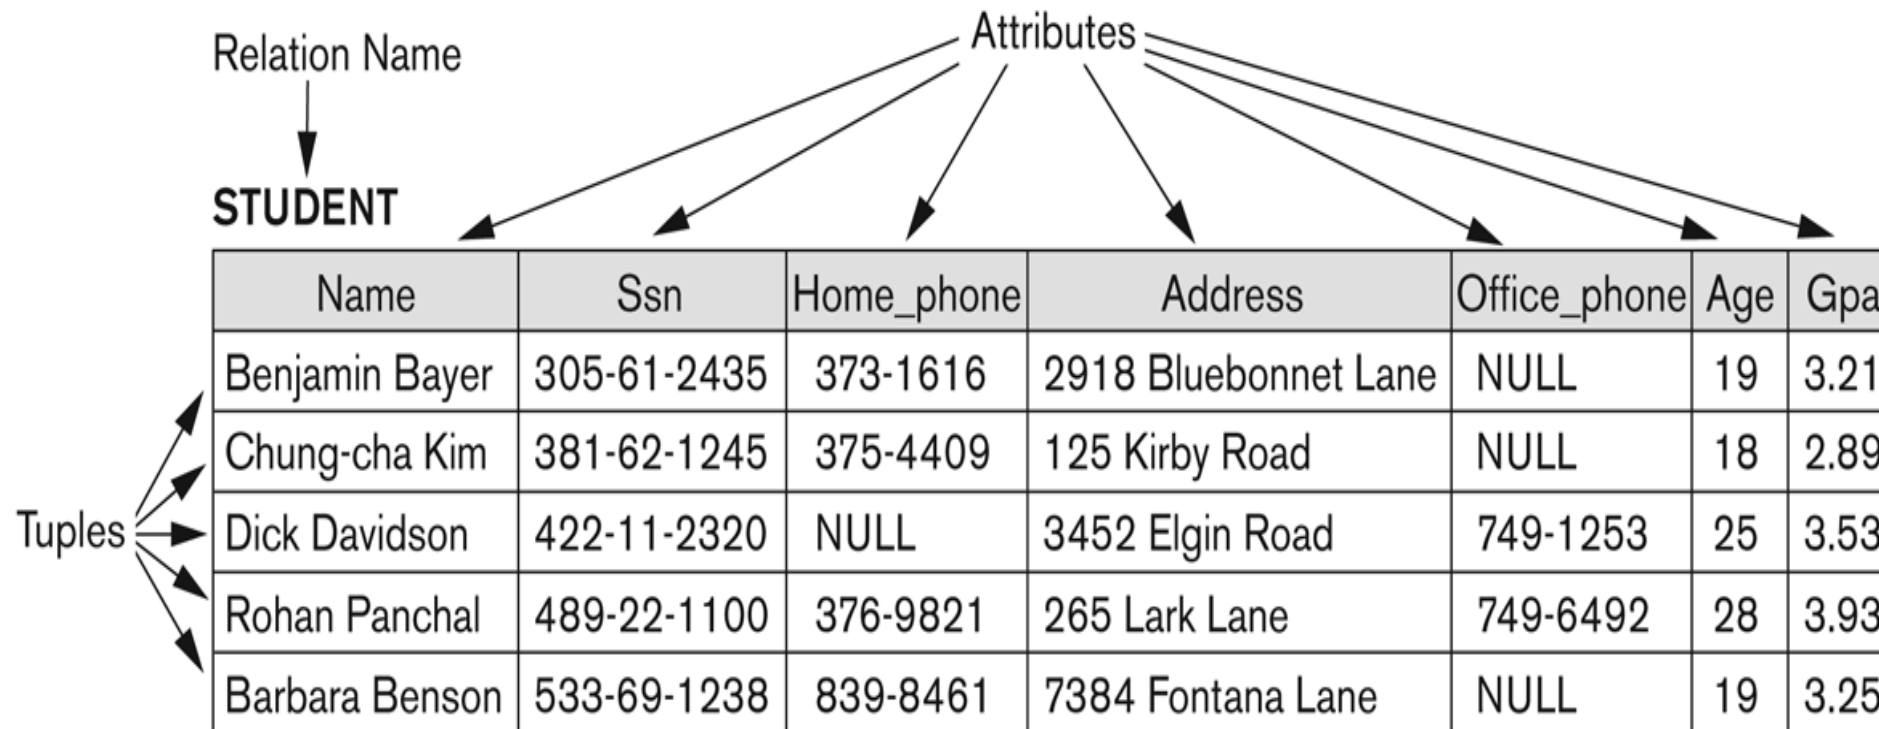 Attributes
Relation Name
STUDENT
Name Ssn Home_phone Address Office_phone Age Gpa
Benjamin Bayer 305-61-2435 373-1616 2918 Bluebonnet Lane NULL 19 3.21
Chung-cha Kim 381-62-1245 375-4409 125 Kirby Road NULL 18 2.89
Tuples Dick Davidson 422-11-2320 NULL 3452 Elgin Road 749-1253 25 3.53
Rohan Panchal 489-22-1100 376-9821 265 Lark Lane 749-6492 28 3.93
Barbara Benson 533-69-1238 839-8461 7384 Fontana Lane NULL 19 3.25